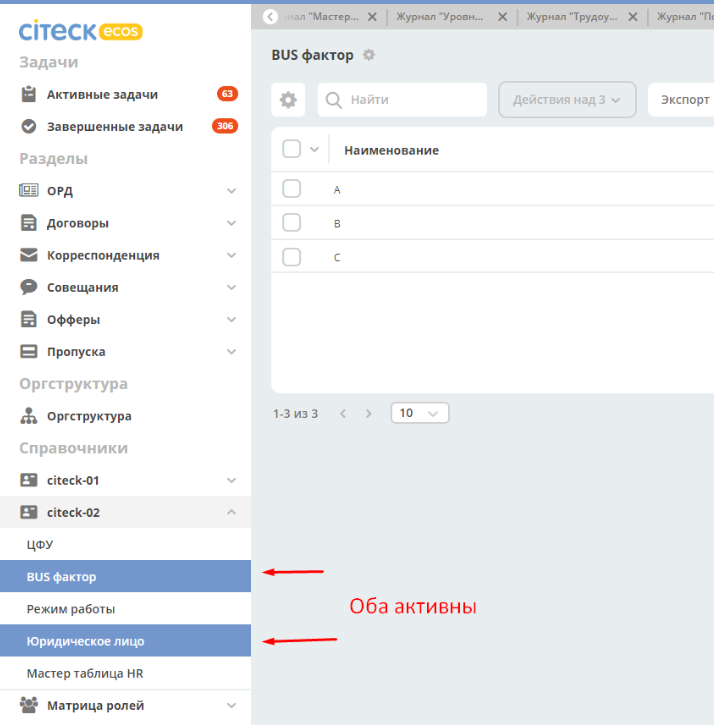 citeck ecos
Задачи
Активные задачи 63
Завершенные задачи 306
Разделы
ОРД
Договоры
Корреспонденция
Совещания
Офферы
Пропуска
Оргструктура
Оргструктура
Справочники
citeck-01
citeck-02
ЦФУ
BUS фактор
Режим работы
Юридическое лицо
Мастер таблица HR
Матрица ролей
"Мастер... Журнал "Уровн... Журнал "Трудоу... Журнал
BUS фактор
Найти Действия над 3 Экспорт
Наименование
A
B
C
1-3 из 3 10
Оба активны